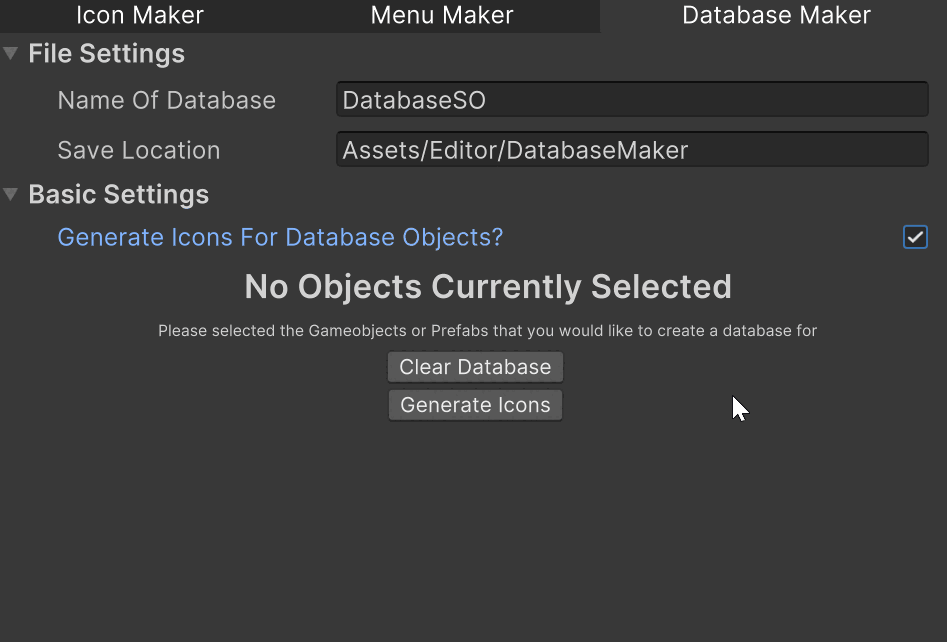 Icon Maker Menu Maker Database Maker
File Settings
Name Of Database DatabaseSO
Save Location Assets/Editor/DatabaseMaker
Basic Settings
Generate Icons For Database Objects?
No Objects Currently Selected
Please selected the Gameobjects or Prefabs that you would like to create a database for
Clear Database
Generate Icons